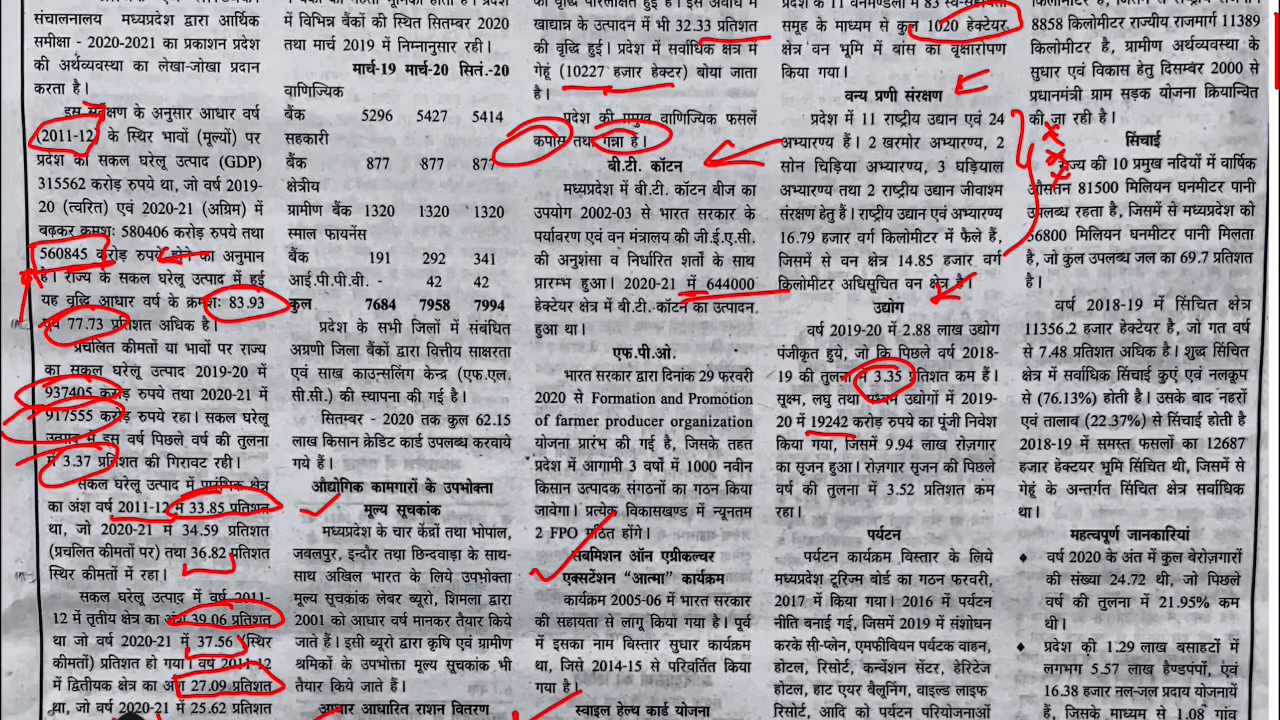 संचालनालय मध्यप्रदेश द्वारा आर्थिक
समीक्षा - 2020-2021 का प्रकाशन प्रदेश
की अर्थव्यवस्था का लेखा-जोखा प्रदान
करता है।
इस सर्वेक्षण के अनुसार आधार वर्ष
(2011-12) के स्थिर भावों (मूल्यों) पर
प्रदेश का सकल घरेलू उत्पाद (GDP)
315562 करोड़ रुपये था, जो वर्ष 2019-
20 (त्वरित) एवं 2020-21 (अग्रिम) में
बढ़कर क्रमशः 580406 करोड़ रुपये तथा
560845 करोड़ रुपये होने का अनुमान
है। राज्य के सकल घरेलू उत्पाद में हुई
यह वृद्धि आधार वर्ष के क्रमशः 83.93
77.73 प्रतिशत अधिक है।
प्रचलित कीमतों या भावों पर राज्य
का सकल घरेलू उत्पाद 2019-20 में
937405 करोड़ रुपये तथा 2020-21 में
917555 करोड़ रुपये रहा। सकल घरेलू
उत्पाद में इस वर्ष पिछले वर्ष की तुलना
में 3.37 प्रतिशत की गिरावट रही।
सकल घरेलू उत्पाद में प्राथमिक क्षेत्र
का अंश वर्ष 2011-12 में 33.85 प्रतिशत
था, जो 2020-21 में 34.59 प्रतिशत
(प्रचलित कीमतों पर) तथा 36.82 प्रतिशत
स्थिर कीमतों में रहा।
सकल घरेलू उत्पाद में वर्ष 2011-
12 में तृतीय क्षेत्र का अंश 39.06 प्रतिशत
था जो वर्ष 2020-21 में 37.56 (स्थिर
कीमतों) प्रतिशत हो गया। वर्ष 2011-12
में द्वितीयक क्षेत्र का अंश 27.09 प्रतिशत
था, जो वर्ष 2020-21 में 25.62 प्रतिशत
में विभिन्न बैंकों की स्थित सितम्बर 2020
तथा मार्च 2019 में निम्नानुसार रही।
मार्च-19 मार्च-20 सितं.-20
वाणिज्यिक
बैंक 5296 5427 5414
सहकारी
बैंक 877 877 877
क्षेत्रीय
ग्रामीण बैंक 1320 1320 1320
स्माल फायनेंस
बैंक 191 292 341
आई.पी.पी.वी. - 42 42
कुल 7684 7958 7994
प्रदेश के सभी जिलों में संबंधित
अग्रणी जिला बैंकों द्वारा वित्तीय साक्षरता
एवं साख काउन्सलिंग केन्द्र (एफ.एल.
सी.सी.) की स्थापना की गई है।
सितम्बर - 2020 तक कुल 62.15
लाख किसान क्रेडिट कार्ड उपलब्ध करवाये
गये हैं।
औद्योगिक कामगारों के उपभोक्ता
मूल्य सूचकांक
मध्यप्रदेश के चार केंद्रों तथा भोपाल,
जबलपुर, इन्दौर तथा छिन्दवाड़ा के साथ-
साथ अखिल भारत के लिये उपभोक्ता
मूल्य सूचकांक लेबर ब्यूरो, शिमला द्वारा
2001 को आधार वर्ष मानकर तैयार किये
जाते हैं। इसी ब्यूरो द्वारा कृषि एवं ग्रामीण
श्रमिकों के उपभोक्ता मूल्य सूचकांक भी
तैयार किये जाते हैं।
आधार आधारित राशन वितरण
की वृद्धि परिलक्षित हुई है। इस अवधि में
खाद्यान्न के उत्पादन में भी 32.33 प्रतिशत
की वृद्धि हुई। प्रदेश में सर्वाधिक क्षेत्र में
गेहूं (10227 हजार हेक्टर) बोया जाता
है।
प्रदेश की प्रमुख वाणिज्यिक फसलें
कपास तथा गन्ना है।
बी.टी. कॉटन
मध्यप्रदेश में बी.टी. कॉटन बीज का
उपयोग 2002-03 से भारत सरकार के
पर्यावरण एवं वन मंत्रालय की जी.ई.ए.सी.
की अनुशंसा व निर्धारित शर्तों के साथ
प्रारम्भ हुआ। 2020-21 में 644000
हेक्टेयर क्षेत्र में बी.टी. कॉटन का उत्पादन
हुआ था।
एफ.पी.ओ.
भारत सरकार द्वारा दिनांक 29 फरवरी
2020 से Formation and Promotion
of farmer producer organization
योजना प्रारंभ की गई है, जिसके तहत
प्रदेश में आगामी 3 वर्षों में 1000 नवीन
किसान उत्पादक संगठनों का गठन किया
जावेगा। प्रत्येक विकासखण्ड में न्यूनतम
2 FPO गठित होंगे।
सबमिशन ऑन एग्रीकल्चर
एक्सटेंशन "आत्मा" कार्यक्रम
कार्यक्रम 2005-06 में भारत सरकार
की सहायता से लागू किया गया है। पूर्व
में इसका नाम विस्तार सुधार कार्यक्रम
था, जिसे 2014-15 से परिवर्तित किया
गया है।
स्वाइल हेल्थ कार्ड योजना
प्रदेश के 11 वनमण्डलों में 83 स्व-सहायता
समूह के माध्यम से कुल 1020 हेक्टेयर
क्षेत्र वन भूमि में बांस का वृक्षारोपण
किया गया।
वन्य प्रणी संरक्षण
प्रदेश में 11 राष्ट्रीय उद्यान एवं 24
अभ्यारण्य हैं। 2 खरमोर अभ्यारण्य, 2
सोन चिड़िया अभ्यारण्य, 3 घड़ियाल
अभ्यारण्य तथा 2 राष्ट्रीय उद्यान जीवाश्म
संरक्षण हेतु हैं। राष्ट्रीय उद्यान एवं अभ्यारण्य
16.79 हजार वर्ग किलोमीटर में फैले हैं,
जिसमें से वन क्षेत्र 14.85 हजार वर्ग
किलोमीटर अधिसूचित वन क्षेत्र है।
उद्योग
वर्ष 2019-20 में 2.88 लाख उद्योग
पंजीकृत हुये, जो कि पिछले वर्ष 2018-
19 की तुलना में 3.35 प्रतिशत कम हैं।
सूक्ष्म, लघु तथा मध्यम उद्योगों में 2019-
20 में 19242 करोड़ रुपये का पूंजी निवेश
किया गया, जिसमें 9.94 लाख रोज़गार
का सृजन हुआ। रोज़गार सृजन की पिछले
वर्ष की तुलना में 3.52 प्रतिशत कम
रहा।
पर्यटन
पर्यटन कार्यक्रम विस्तार के लिये
मध्यप्रदेश टूरिज्म बोर्ड का गठन फरवरी,
2017 में किया गया। 2016 में पर्यटन
नीति बनाई गई, जिसमें 2019 में संशोधन
करके सी-प्लेन, एमफीवियन पर्यटक वाहन,
होटल, रिसोर्ट, कन्वेंशन सेंटर, हेरिटेज
होटल, हाट एयर बैलूनिंग, वाइल्ड लाइफ
रिसोर्ट, आदि को पर्यटन परियोजनाओं
8858 किलोमीटर राज्यीय राजमार्ग 11389
किलोमीटर है, ग्रामीण अर्थव्यवस्था के
सुधार एवं विकास हेतु दिसम्बर 2000 से
प्रधानमंत्री ग्राम सड़क योजना क्रियान्वित
की जा रही है।
सिंचाई
राज्य की 10 प्रमुख नदियों में वार्षिक
औसतन 81500 मिलियन घनमीटर पानी
उपलब्ध रहता है, जिसमें से मध्यप्रदेश को
56800 मिलियन घनमीटर पानी मिलता
है, जो कुल उपलब्ध जल का 69.7 प्रतिशत
है।
वर्ष 2018-19 में सिंचित क्षेत्र
11356.2 हजार हेक्टेयर है, जो गत वर्ष
से 7.48 प्रतिशत अधिक है। शुद्ध सिंचित
क्षेत्र में सर्वाधिक सिंचाई कुएं एवं नलकूप
से (76.13%) होती है। उसके बाद नहरों
एवं तालाब (22.37%) से सिंचाई होती है
2018-19 में समस्त फसलों का 12687
हजार हेक्टयर भूमि सिंचित थी, जिसमें से
गेहूं के अन्तर्गत सिंचित क्षेत्र सर्वाधिक
था।
महत्वपूर्ण जानकारियां
वर्ष 2020 के अंत में कुल बेरोज़गारों
की संख्या 24.72 थी, जो पिछले
वर्ष की तुलना में 21.95% कम
थी।
प्रदेश की 1.29 लाख बसाहटों में
लगभग 5.57 लाख हैण्डपंपों, एवं
16.38 हजार नल-जल प्रदाय योजनायें
हैं, जिसके माध्यम से 1.08 गांव